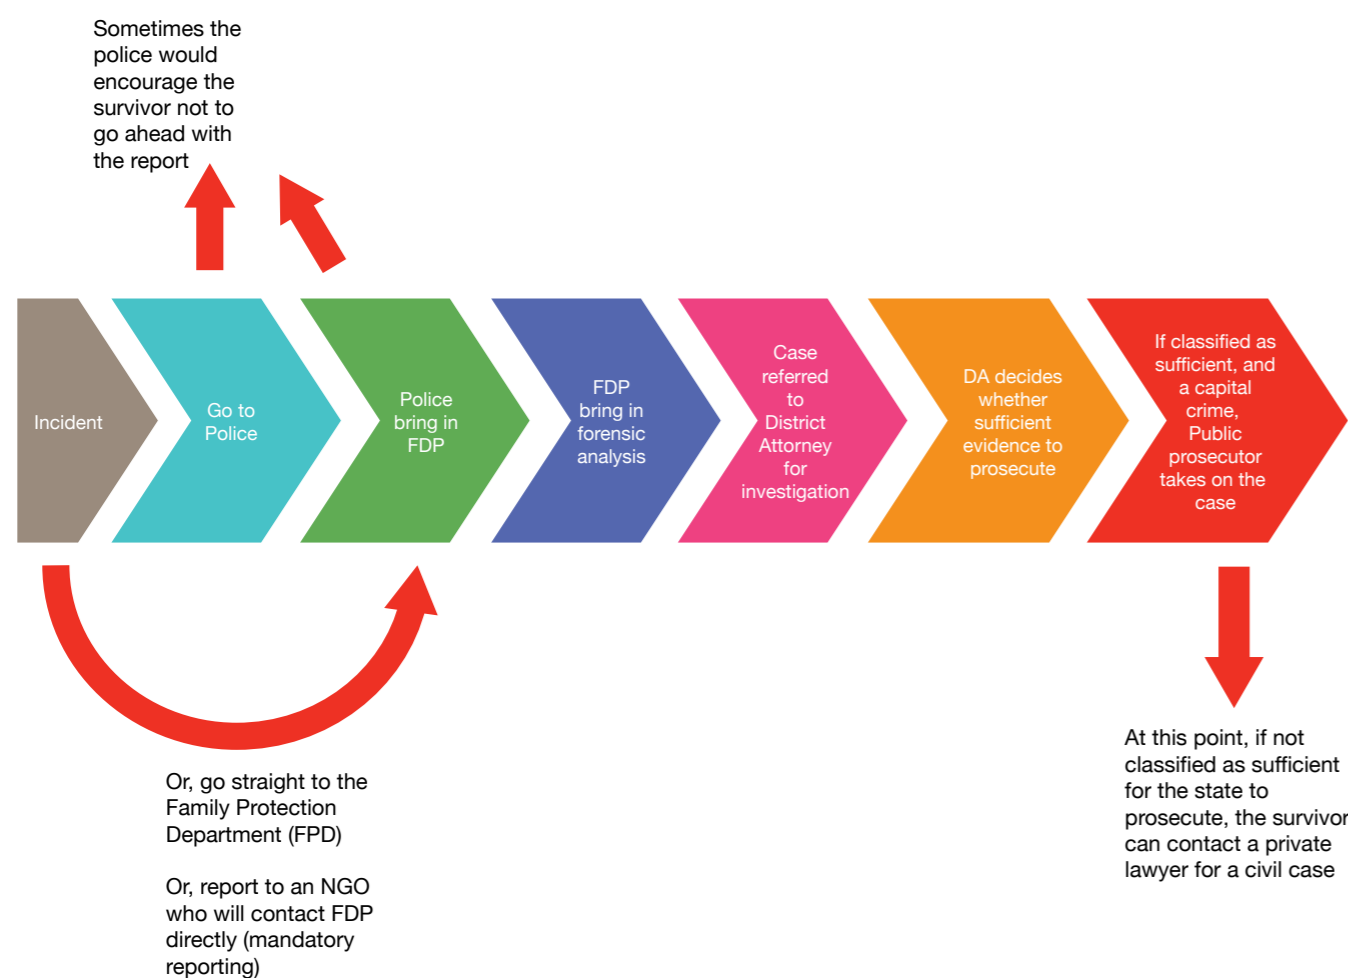 Sometimes the
police would
encourage the
survivor not to
go ahead with
the report
Incident
Go to
Police
Police
bring in
FDP
FDP
bring in
forensic
analysis
Case
referred
to
District
Attorney
for
investigation
DA decides
whether
sufficient
evidence to
prosecute
If classified as
sufficient, and
a capital
crime,
Public
prosecutor
takes on the
case
Or, go straight to the
Family Protection
Department (FPD)
Or, report to an NGO
who will contact FDP
directly (mandatory
reporting)
At this point, if not
classified as sufficient
for the state to
prosecute, the survivor
can contact a private
lawyer for a civil case